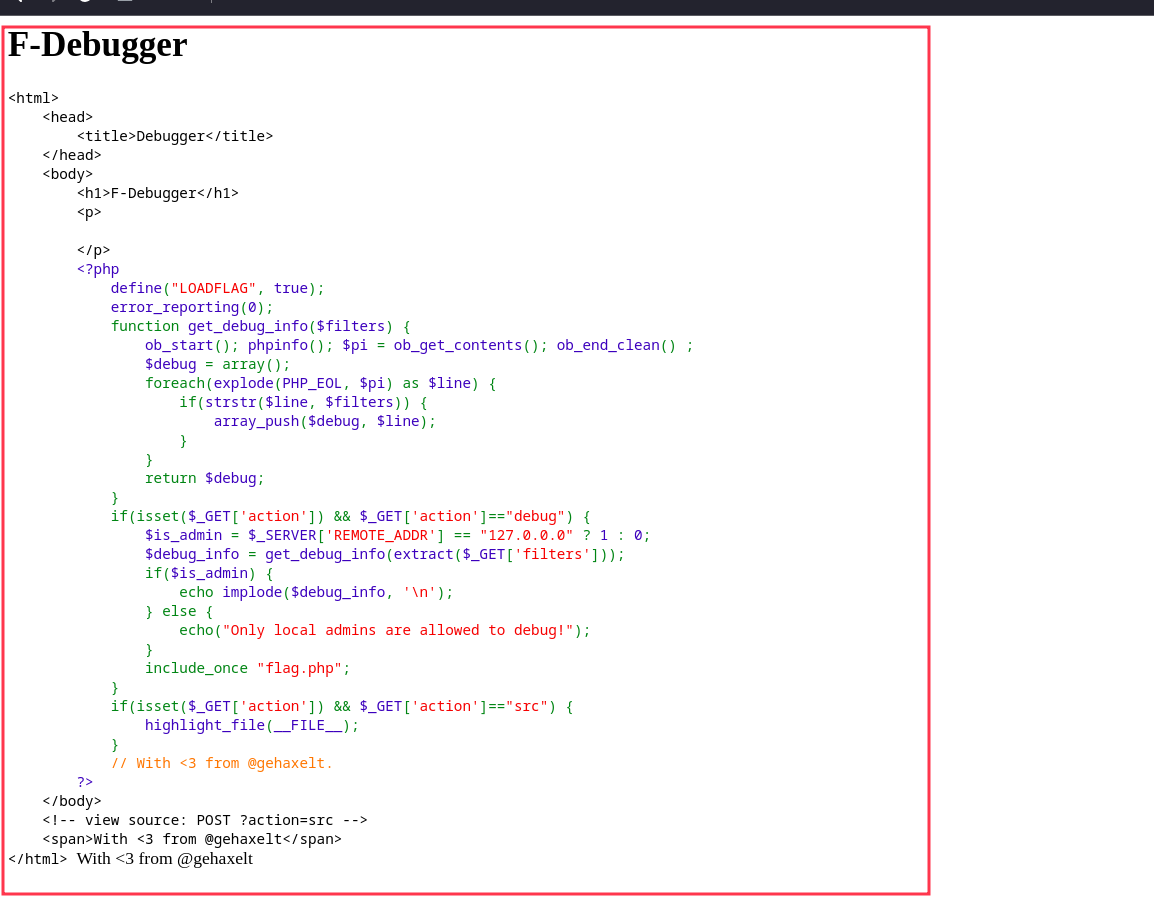 F-Debugger
<html>
    <head>
        <title>Debugger</title>
    </head>
    <body>
        <h1>F-Debugger</h1>
        <p>

        </p>
        <?php
            define("LOADFLAG", true);
            error_reporting(0);
            function get_debug_info($filters) {
                ob_start(); phpinfo(); $pi = ob_get_contents(); ob_end_clean() ;
                $debug = array();
                foreach(explode(PHP_EOL, $pi) as $line) {
                    if(strstr($line, $filters)) {
                        array_push($debug, $line);
                    }
                }
                return $debug;
            }
            if(isset($_GET['action']) && $_GET['action']=="debug") {
                $is_admin = $_SERVER['REMOTE_ADDR'] == "127.0.0.0" ? 1 : 0;
                $debug_info = get_debug_info(extract($_GET['filters']));
                if($is_admin) {
                    echo implode($debug_info, '\n');
                } else {
                    echo("Only local admins are allowed to debug!");
                }
                include_once "flag.php";
            }
            if(isset($_GET['action']) && $_GET['action']=="src") {
                highlight_file(__FILE__);
            }
            // With <3 from @gehaxelt.
        ?>
    </body>
    <!-- view source: POST ?action=src -->
    <span>With <3 from @gehaxelt</span>
</html> With <3 from @gehaxelt